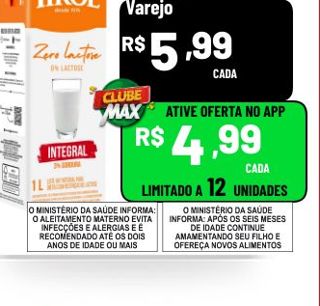 TIROL
desde 1974
Varejo
R$ 5,99
CADA
Zero lactose
0% LACTOSE
CLUBE
MAX
ATIVE OFERTA NO APP
R$ 4,99
CADA
LIMITADO A 12 UNIDADES
INTEGRAL
3% GORDURA
1L
O MINISTÉRIO DA SAÚDE INFORMA:
O ALEITAMENTO MATERNO EVITA
INFECÇÕES E ALERGIAS E É
RECOMENDADO ATÉ OS DOIS
ANOS DE IDADE OU MAIS
O MINISTÉRIO DA SAÚDE
INFORMA: APÓS OS SEIS MESES
DE IDADE CONTINUE
AMAMENTANDO SEU FILHO E
OFEREÇA NOVOS ALIMENTOS